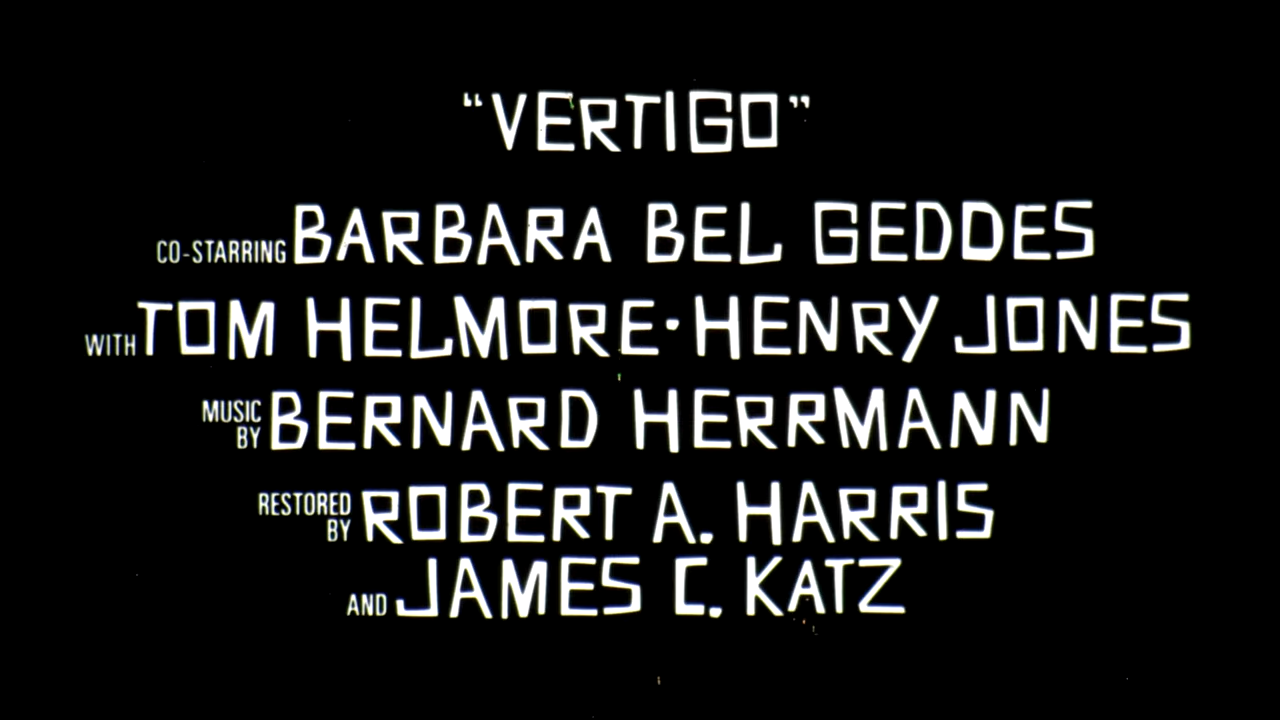 “VERTIGO”
CO-STARRING BARBARA BEL GEDDES
WITH TOM HELMORE·HENRY JONES
MUSIC BY BERNARD HERRMANN
RESTORED BY ROBERT A. HARRIS
AND JAMES C. KATZ